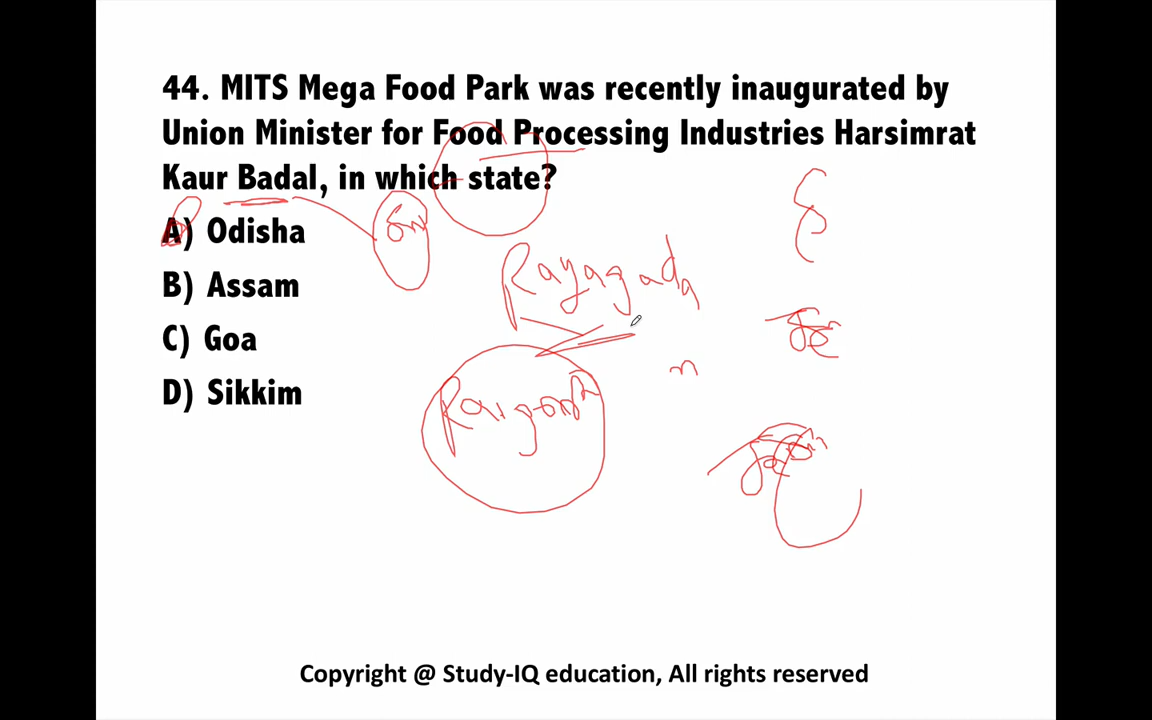 44. MITS Mega Food Park was recently inaugurated by
Union Minister for Food Processing Industries Harsimrat
Kaur Badal, in which state?
A) Odisha
B) Assam
C) Goa
D) Sikkim
Rayagada
n
Copyright @ Study-IQ education, All rights reserved